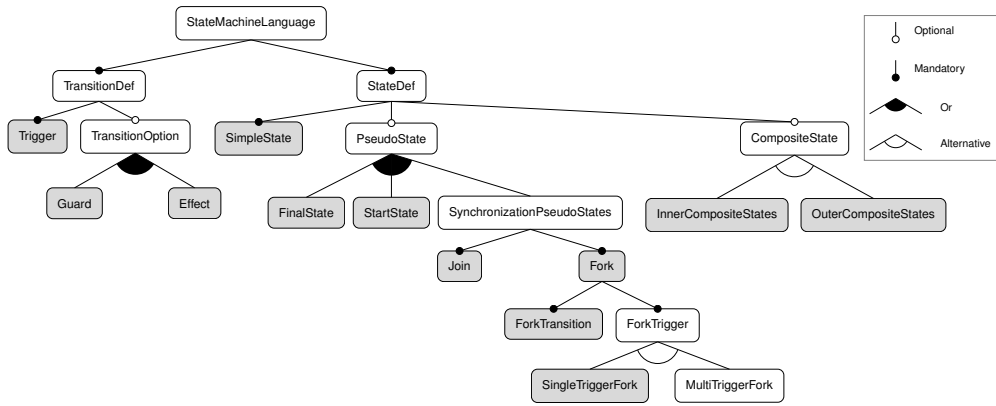 StateMachineLanguage
Optional
Mandatory
Or
Alternative
TransitionDef
StateDef
Trigger
TransitionOption
SimpleState
PseudoState
CompositeState
Guard
Effect
FinalState
StartState
SynchronizationPseudoStates
InnerCompositeStates
OuterCompositeStates
Join
Fork
ForkTransition
ForkTrigger
SingleTriggerFork
MultiTriggerFork